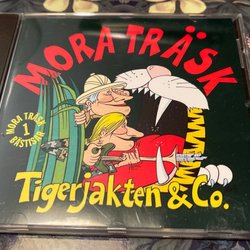 MORA TRÄSK
MORA TRÄSK
1
BÄSTISAR
Tigerjakten & Co.